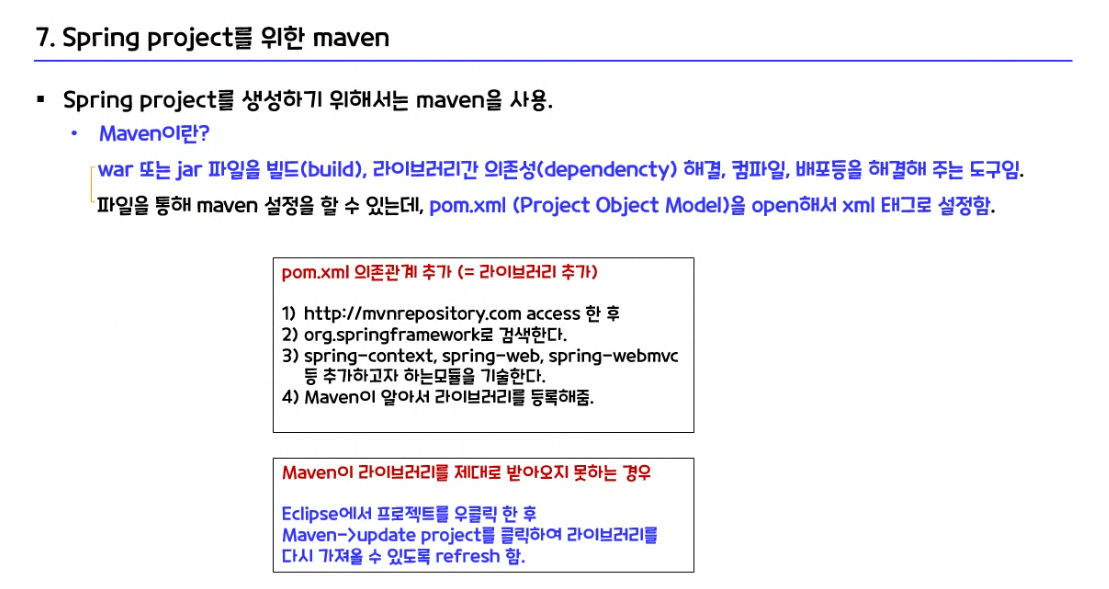 7. Spring project를 위한 maven
▪ Spring project를 생성하기 위해서는 maven을 사용.
• Maven이란?
war 또는 jar 파일을 빌드(build), 라이브러리간 의존성(dependencty) 해결, 컴파일, 배포등을 해결해 주는 도구임.
파일을 통해 maven 설정을 할 수 있는데, pom.xml (Project Object Model)을 open해서 xml 태그로 설정함.
pom.xml 의존관계 추가 (= 라이브러리 추가)
1) http://mvnrepository.com access 한 후
2) org.springframework로 검색한다.
3) spring-context, spring-web, spring-webmvc
등 추가하고자 하는모듈을 기술한다.
4) Maven이 알아서 라이브러리를 등록해줌.
Maven이 라이브러리를 제대로 받아오지 못하는 경우
Eclipse에서 프로젝트를 우클릭 한 후
Maven->update project를 클릭하여 라이브러리를
다시 가져올 수 있도록 refresh 함.